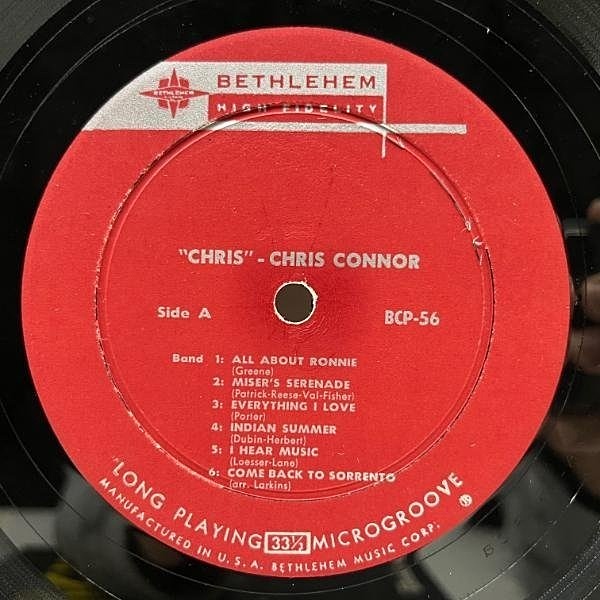 BETHLEHEM
BETHLEHEM
HIGH FIDELITY
"CHRIS" - CHRIS CONNOR
Side A
BCP-56
Band 1: ALL ABOUT RONNIE
(Greene)
2: MISER'S SERENADE
(Patrick-Reese-Val-Fisher)
3: EVERYTHING I LOVE
(Porter)
4: INDIAN SUMMER
(Dubin-Herbert)
5: I HEAR MUSIC
(Loesser-Lane)
6: COME BACK TO SORRENTO
(arr. Larkins)
LONG PLAYING 33⅓ MICROGROOVE
MANUFACTURED IN U.S.A. BETHLEHEM MUSIC CORP.